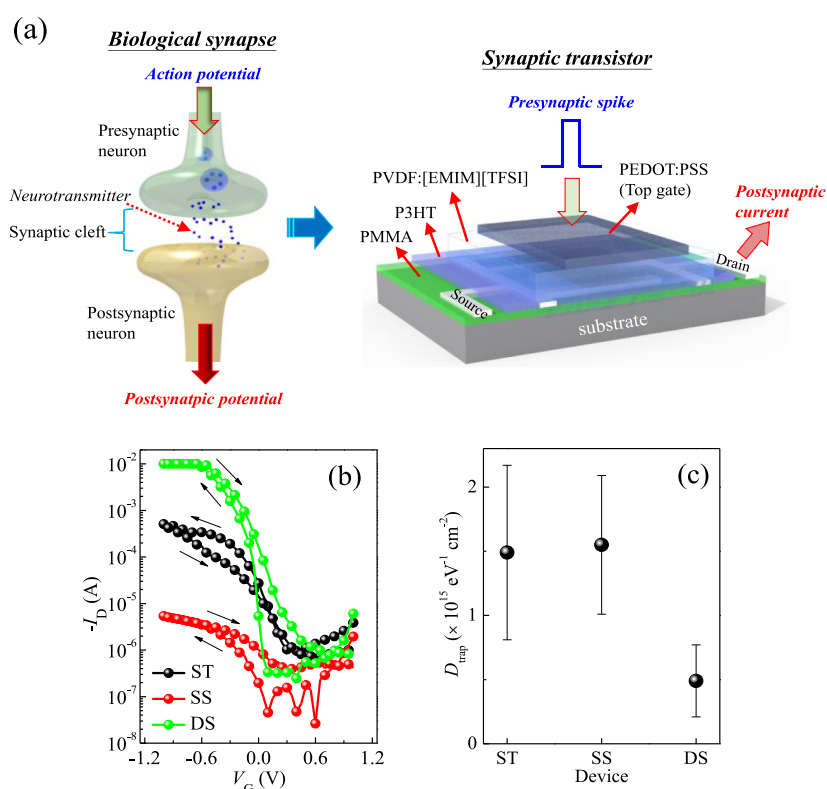 (a)
Biological synapse
Action potential
Presynaptic
neuron
Neurotransmitter
Synaptic cleft
Postsynaptic
neuron
Postsynatpic potential
Synaptic transistor
Presynaptic spike
PVDF:[EMIM][TFSI]
PEDOT:PSS
(Top gate)
P3HT
PMMA
Postsynaptic
current
Drain
Source
substrate
(b)
10⁻²
10⁻³
10⁻⁴
10⁻⁵
10⁻⁶
10⁻⁷
10⁻⁸
-I_D (A)
ST
SS
DS
-1.2 -0.6 0.0 0.6 1.2
V_G (V)
(c)
2
1
0
D_trap (× 10¹⁵ eV⁻¹ cm⁻²)
ST SS DS
Device